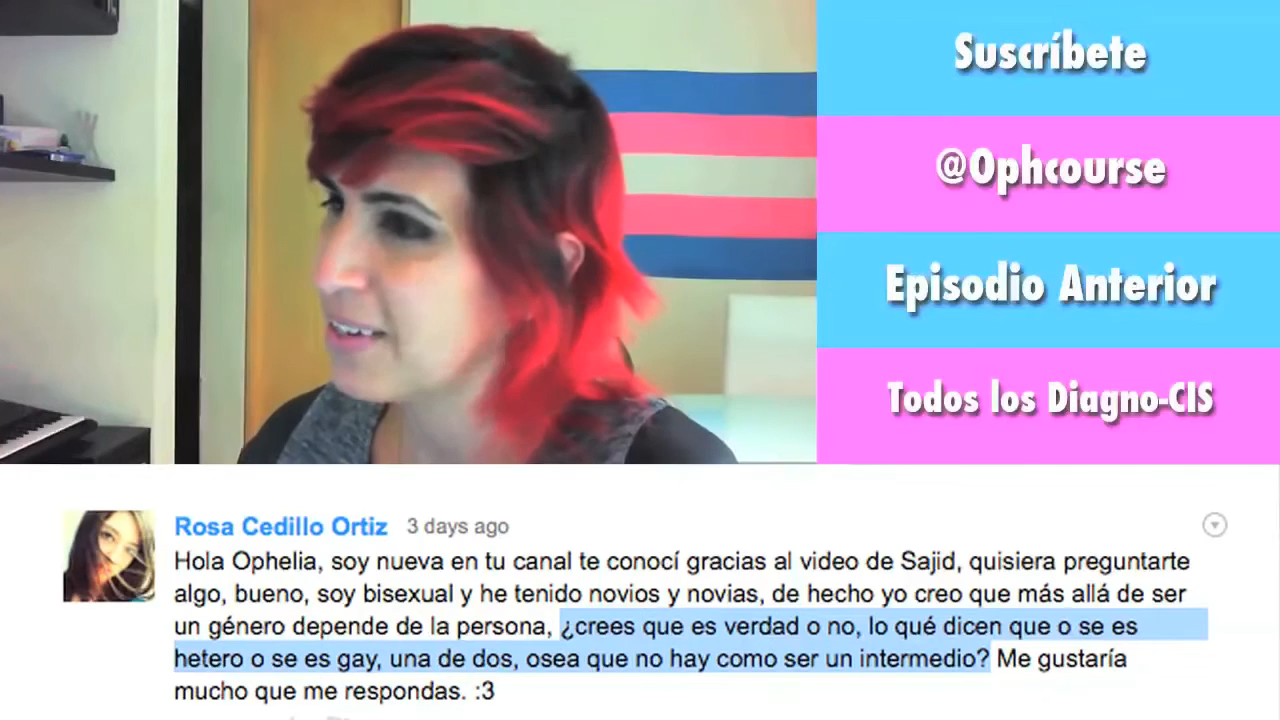 Suscríbete
@Ophcourse
Episodio Anterior
Todos los Diagno-CIS
Rosa Cedillo Ortiz 3 days ago
Hola Ophelia, soy nueva en tu canal te conocí gracias al video de Sajid, quisiera preguntarte
algo, bueno, soy bisexual y he tenido novios y novias, de hecho yo creo que más allá de ser
un género depende de la persona, ¿crees que es verdad o no, lo qué dicen que o se es
hetero o se es gay, una de dos, osea que no hay como ser un intermedio? Me gustaría
mucho que me respondas. :3